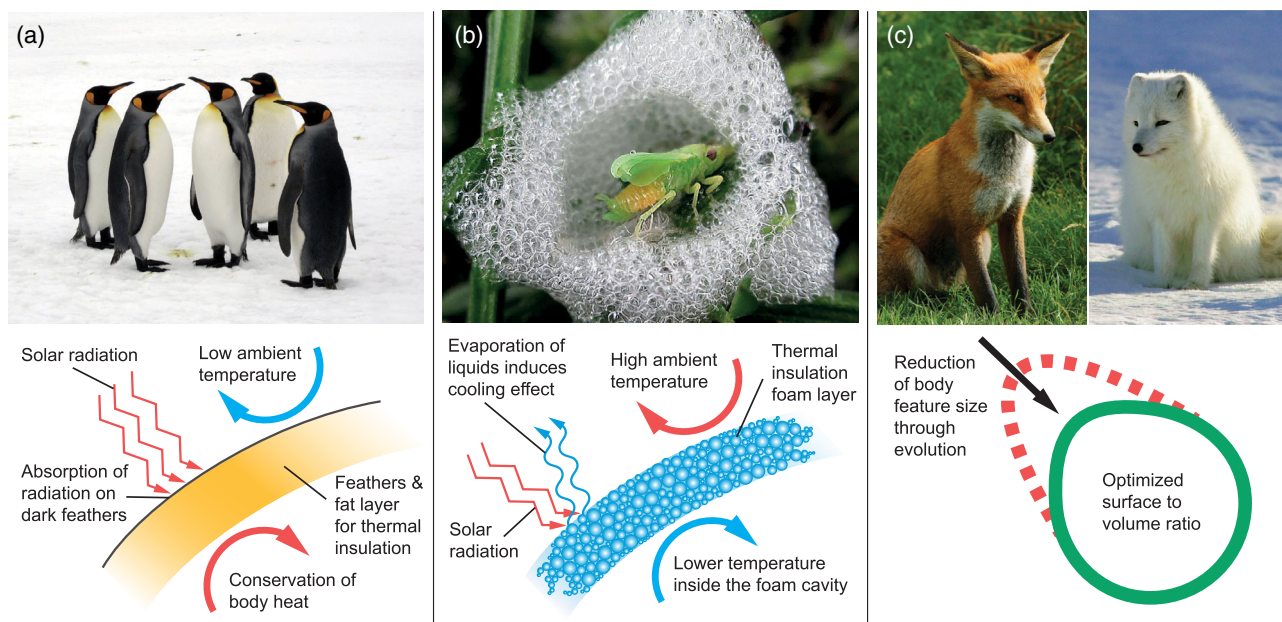 (a)
Solar radiation
Low ambient
temperature
Absorption of
radiation on
dark feathers
Feathers &
fat layer
for thermal
insulation
Conservation of
body heat
(b)
Evaporation of
liquids induces
cooling effect
High ambient
temperature
Thermal
insulation
foam layer
Solar
radiation
Lower temperature
inside the foam cavity
(c)
Reduction
of body
feature size
through
evolution
Optimized
surface to
volume ratio